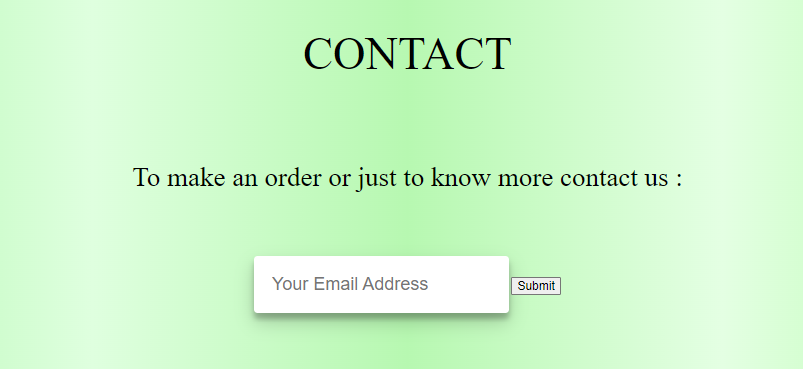 CONTACT
To make an order or just to know more contact us :
Your Email Address Submit